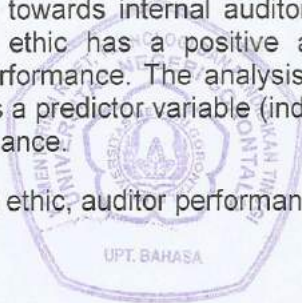 towards internal auditor
ethic has a positive a
rformance. The analysis
s a predictor variable (ind
ance.
ethic, auditor performan
UPT. BAHASA